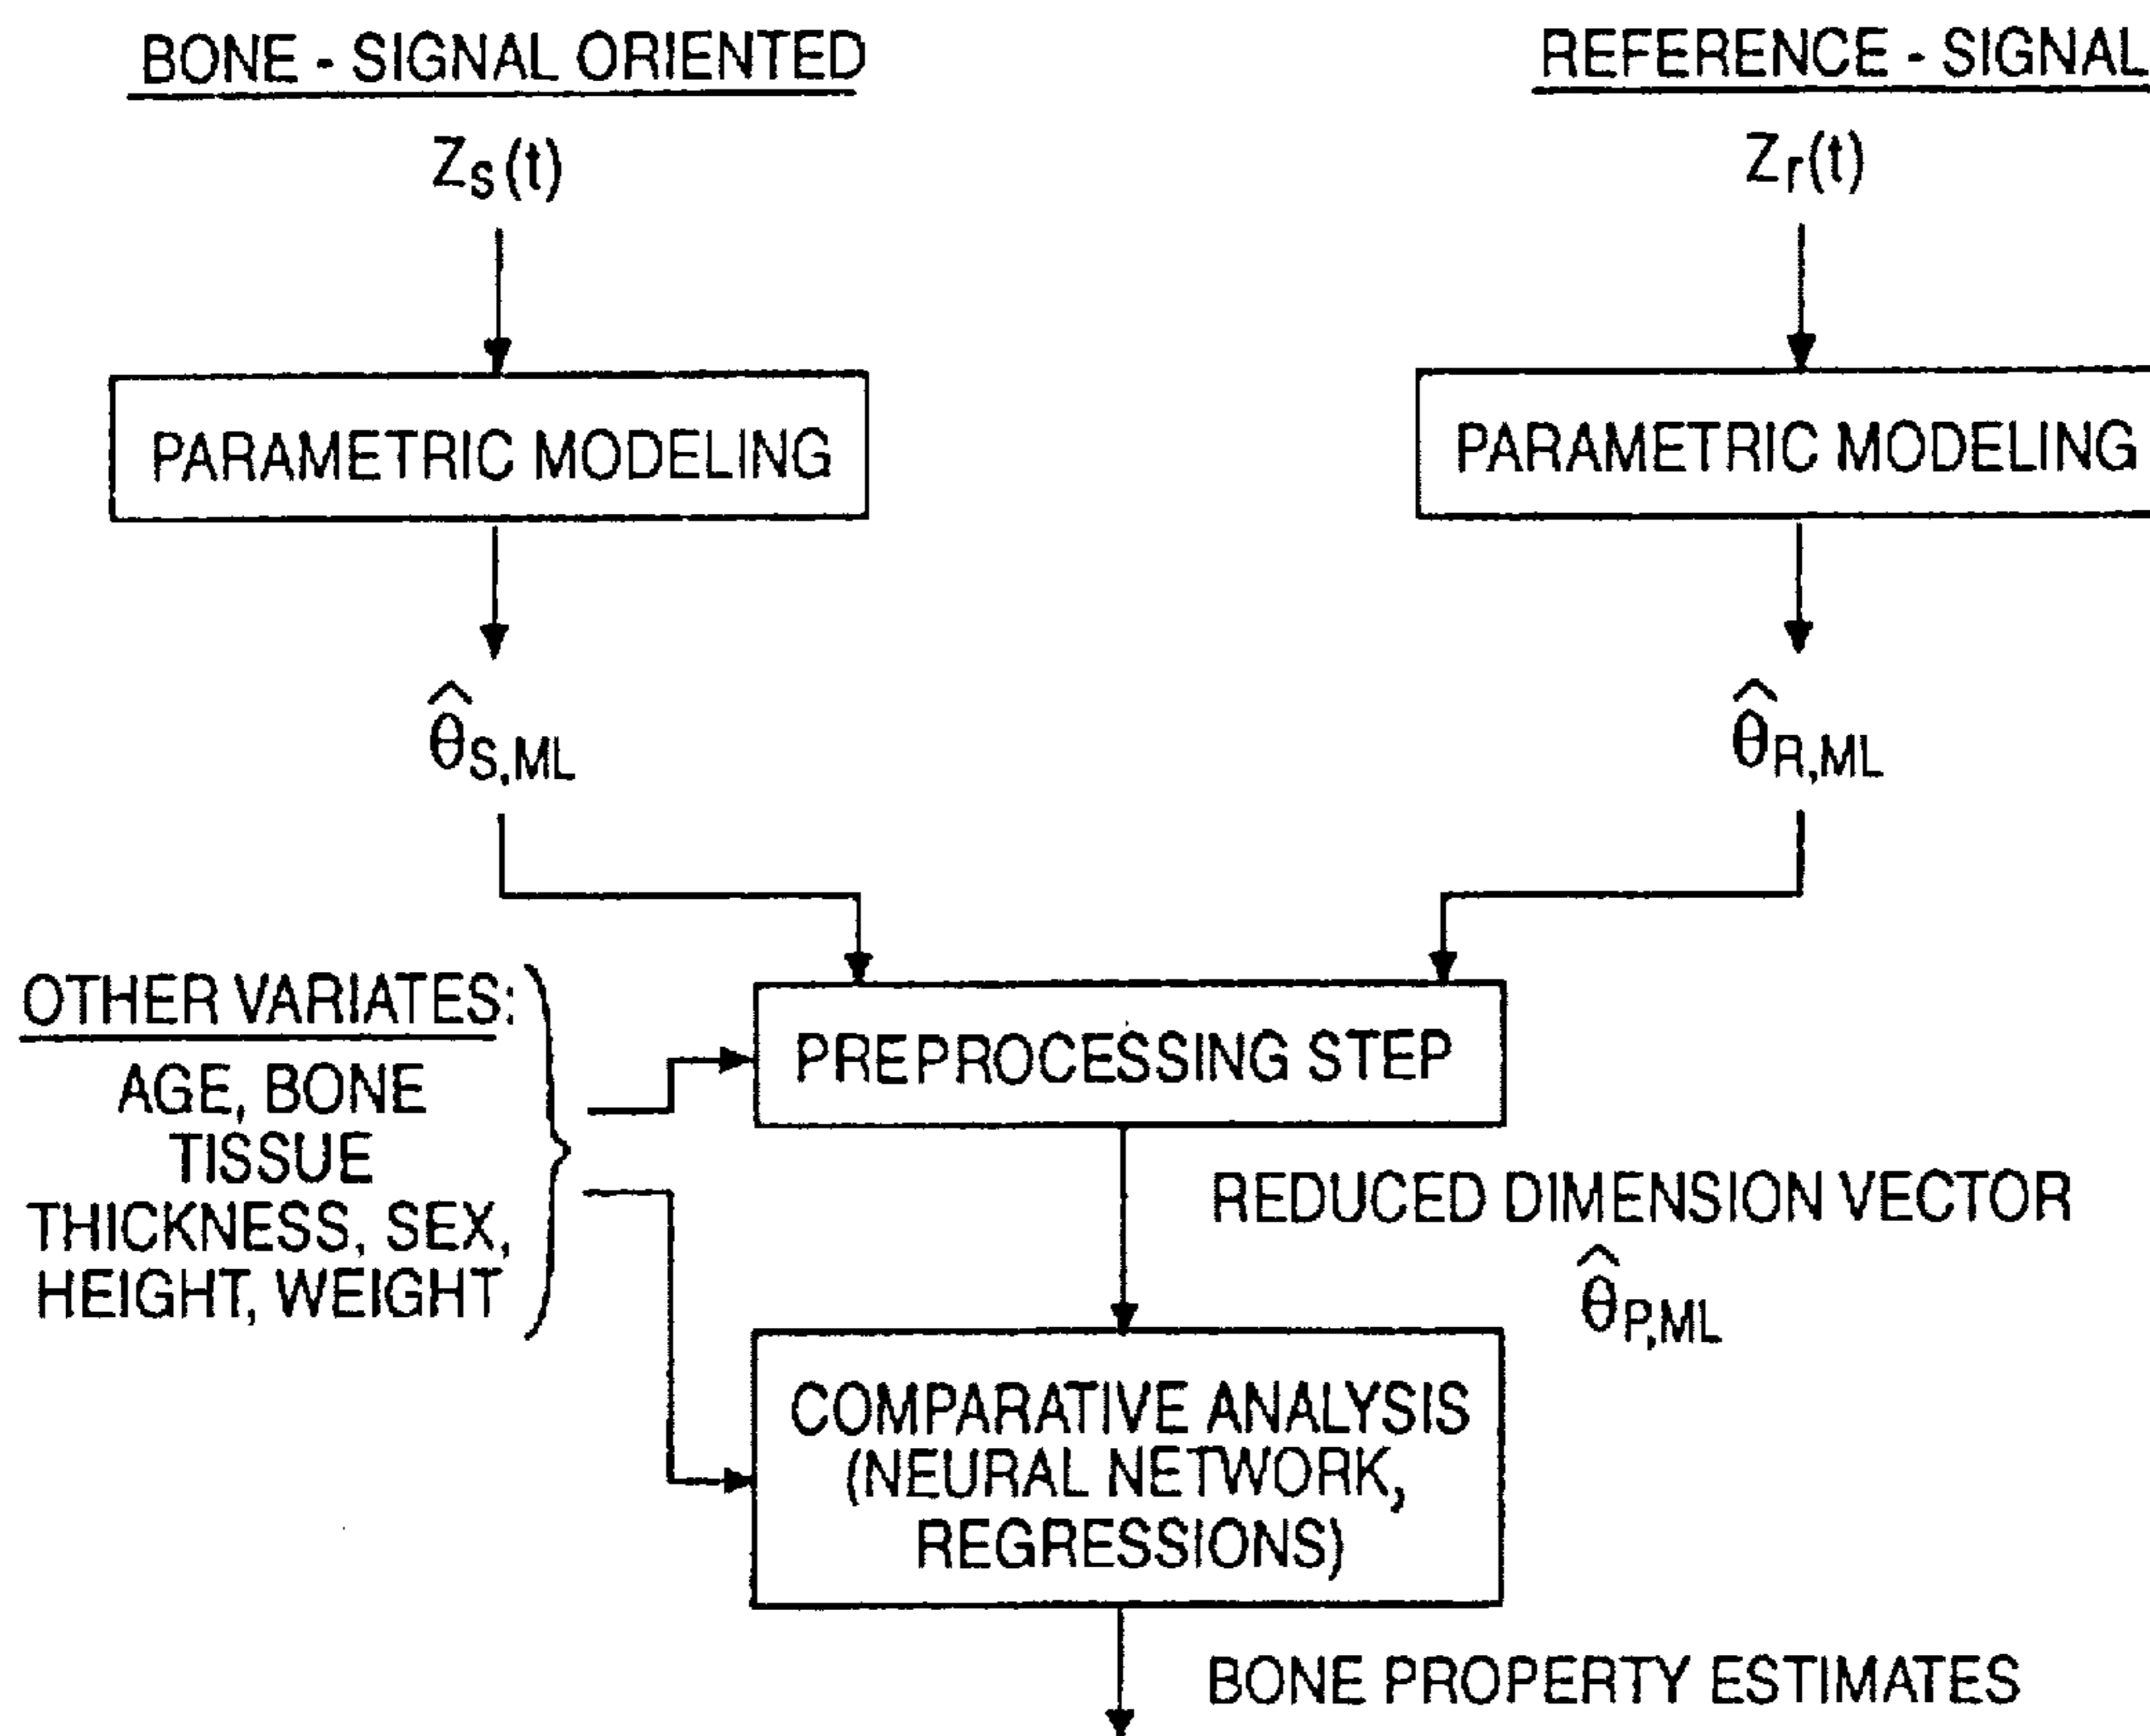 BONE - SIGNAL ORIENTED
REFERENCE - SIGNAL
Zs(t)
Zr(t)
PARAMETRIC MODELING
PARAMETRIC MODELING
θ̂S,ML
θ̂R,ML
OTHER VARIATES:
AGE, BONE
TISSUE
THICKNESS, SEX,
HEIGHT, WEIGHT
PREPROCESSING STEP
REDUCED DIMENSION VECTOR
θ̂P,ML
COMPARATIVE ANALYSIS
(NEURAL NETWORK,
REGRESSIONS)
BONE PROPERTY ESTIMATES